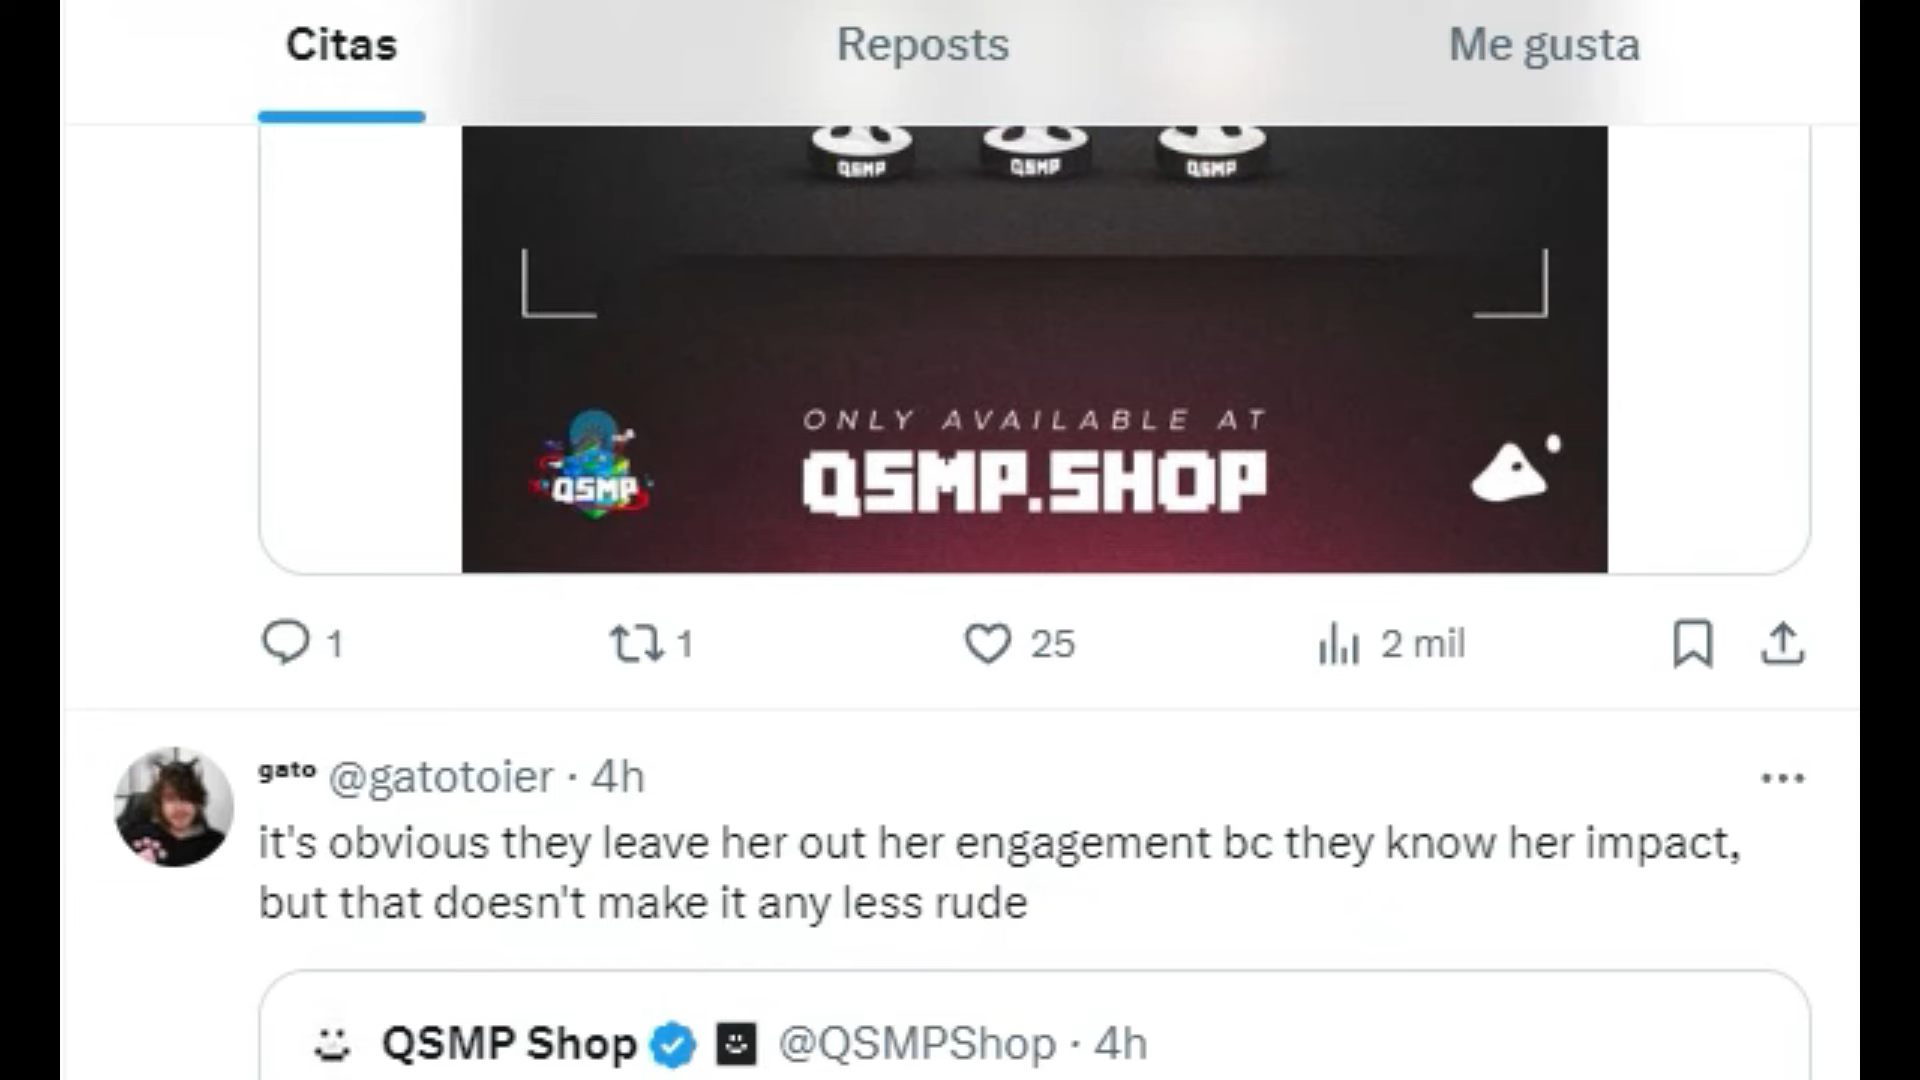 Citas Reposts Me gusta
QSMP QSMP QSMP
ONLY AVAILABLE AT
QSMP QSMP.SHOP
1 1 25 2 mil
gato @gatotoier · 4h
it's obvious they leave her out her engagement bc they know her impact,
but that doesn't make it any less rude
QSMP Shop @QSMPShop · 4h